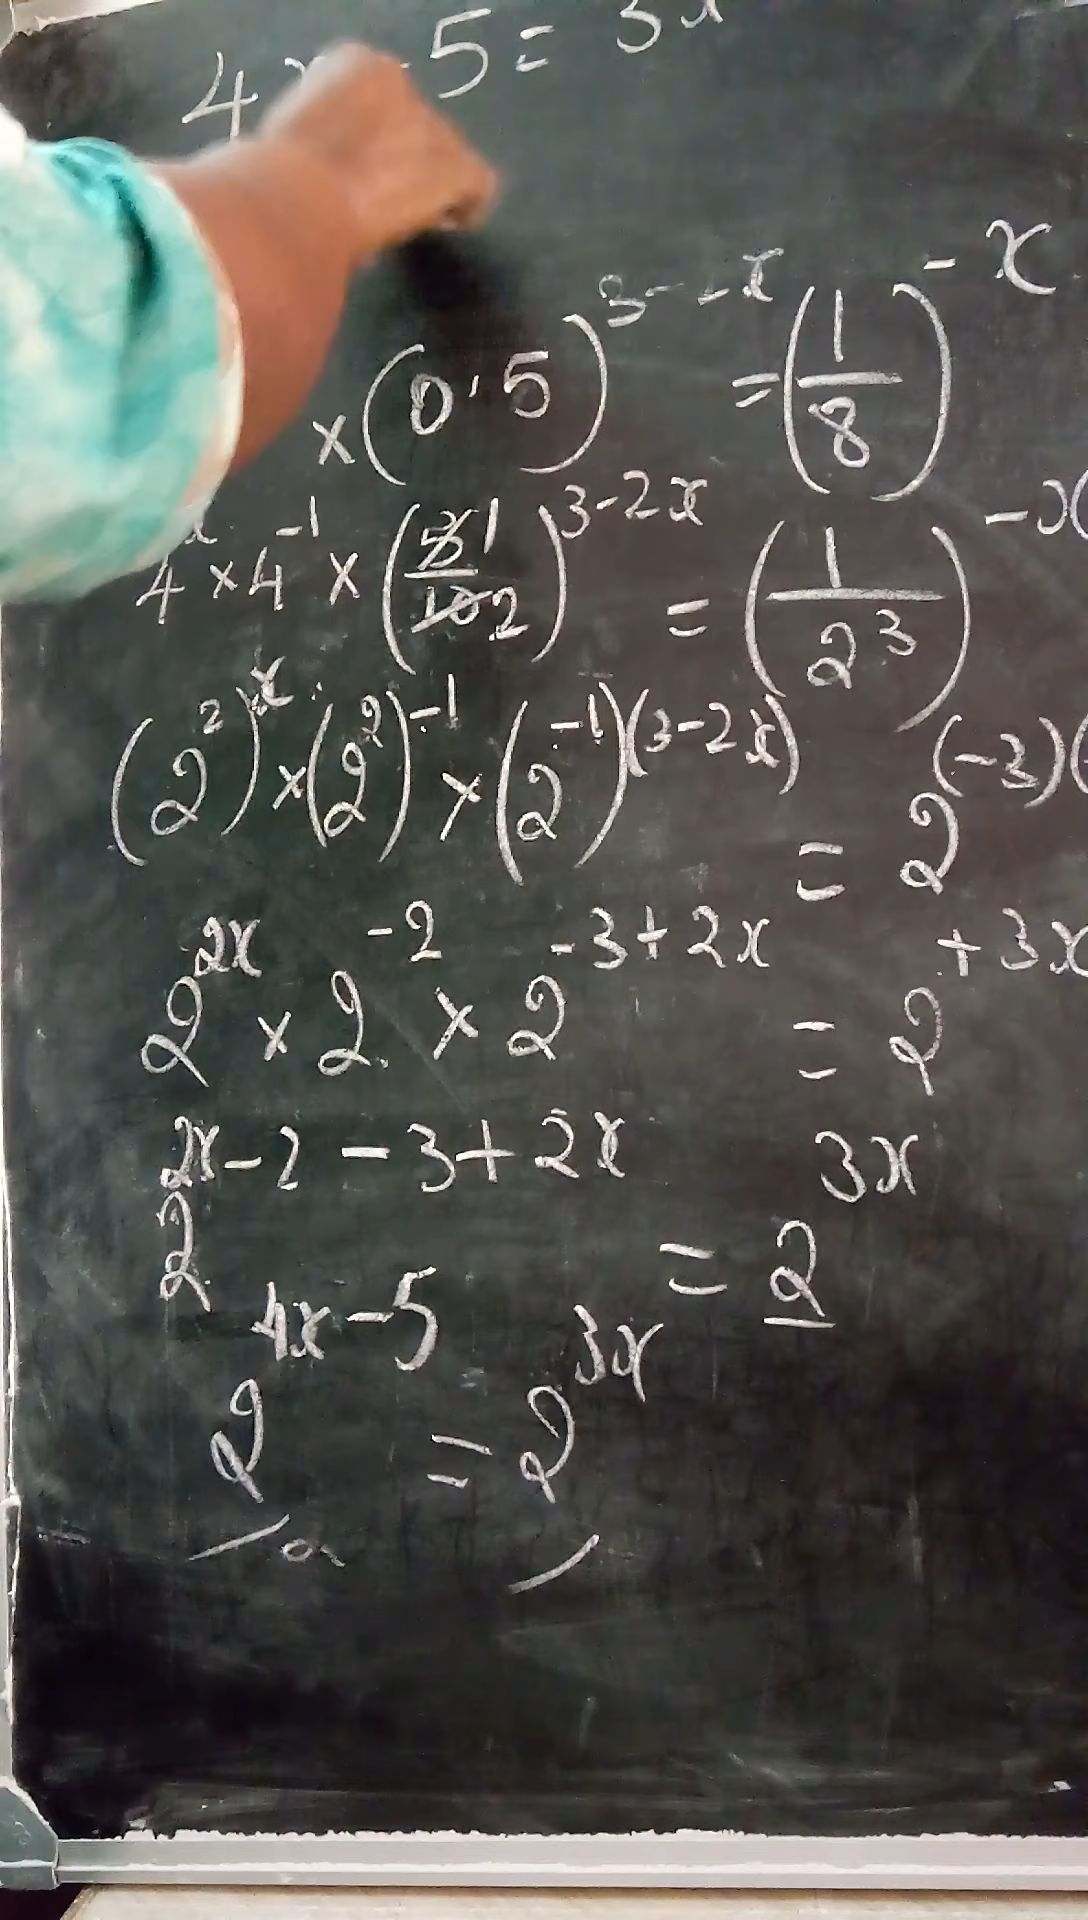 4x - 5 = 3x
× (0.5)^{3-2x} = (1/8)^{-x}
4^x × 4^{-1} × (5 1/10 2)^{3-2x} = (1/2^3)^{-x}
(2^2)^x × (2^2)^{-1} × (2^{-1})^{(3-2x)} = 2^{(-3)(-
2^{2x} × 2^{-2} × 2^{-3+2x} = 2^{+3x}
2^{2x-2-3+2x} = 2^{3x}
2^{4x-5} = 2^{3x}